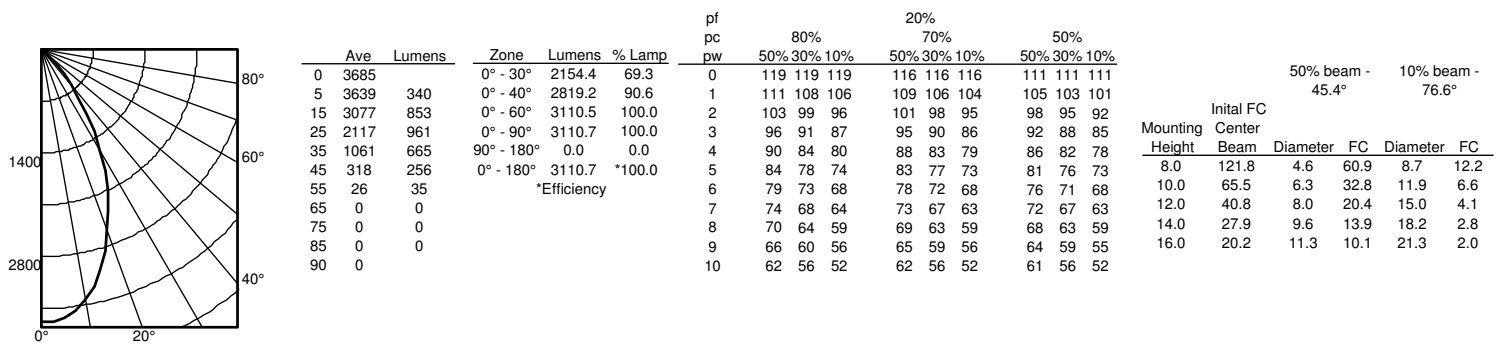 80°
60°
40°
1400
2800
0° 20°
Ave Lumens
0 3685
5 3639 340
15 3077 853
25 2117 961
35 1061 665
45 318 256
55 26 35
65 0 0
75 0 0
85 0 0
90 0
Zone Lumens % Lamp
0° - 30° 2154.4 69.3
0° - 40° 2819.2 90.6
0° - 60° 3110.5 100.0
0° - 90° 3110.7 100.0
90° - 180° 0.0 0.0
0° - 180° 3110.7 *100.0
*Efficiency
pf 20%
pc 80% 70% 50%
pw 50% 30% 10% 50% 30% 10% 50% 30% 10%
0 119 119 119 116 116 116 111 111 111
1 111 108 106 109 106 104 105 103 101
2 103 99 96 101 98 95 98 95 92
3 96 91 87 95 90 86 92 88 85
4 90 84 80 88 83 79 86 82 78
5 84 78 74 83 77 73 81 76 73
6 79 73 68 78 72 68 76 71 68
7 74 68 64 73 67 63 72 67 63
8 70 64 59 69 63 59 68 63 59
9 66 60 56 65 59 56 64 59 55
10 62 56 52 62 56 52 61 56 52
50% beam - 10% beam -
45.4° 76.6°
Inital FC
Mounting Center
Height Beam Diameter FC Diameter FC
8.0 121.8 4.6 60.9 8.7 12.2
10.0 65.5 6.3 32.8 11.9 6.6
12.0 40.8 8.0 20.4 15.0 4.1
14.0 27.9 9.6 13.9 18.2 2.8
16.0 20.2 11.3 10.1 21.3 2.0